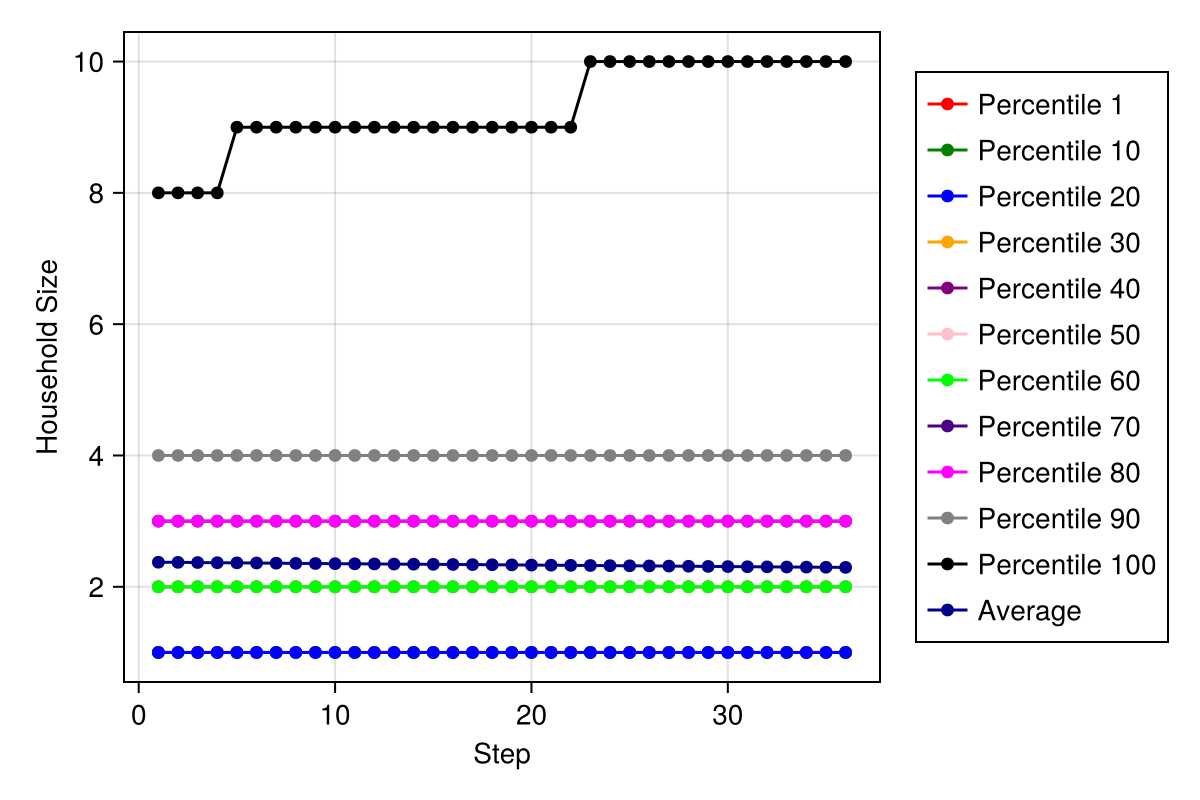 10
8
6
4
2
Household Size
0
10
20
30
Step
Percentile 1
Percentile 10
Percentile 20
Percentile 30
Percentile 40
Percentile 50
Percentile 60
Percentile 70
Percentile 80
Percentile 90
Percentile 100
Average